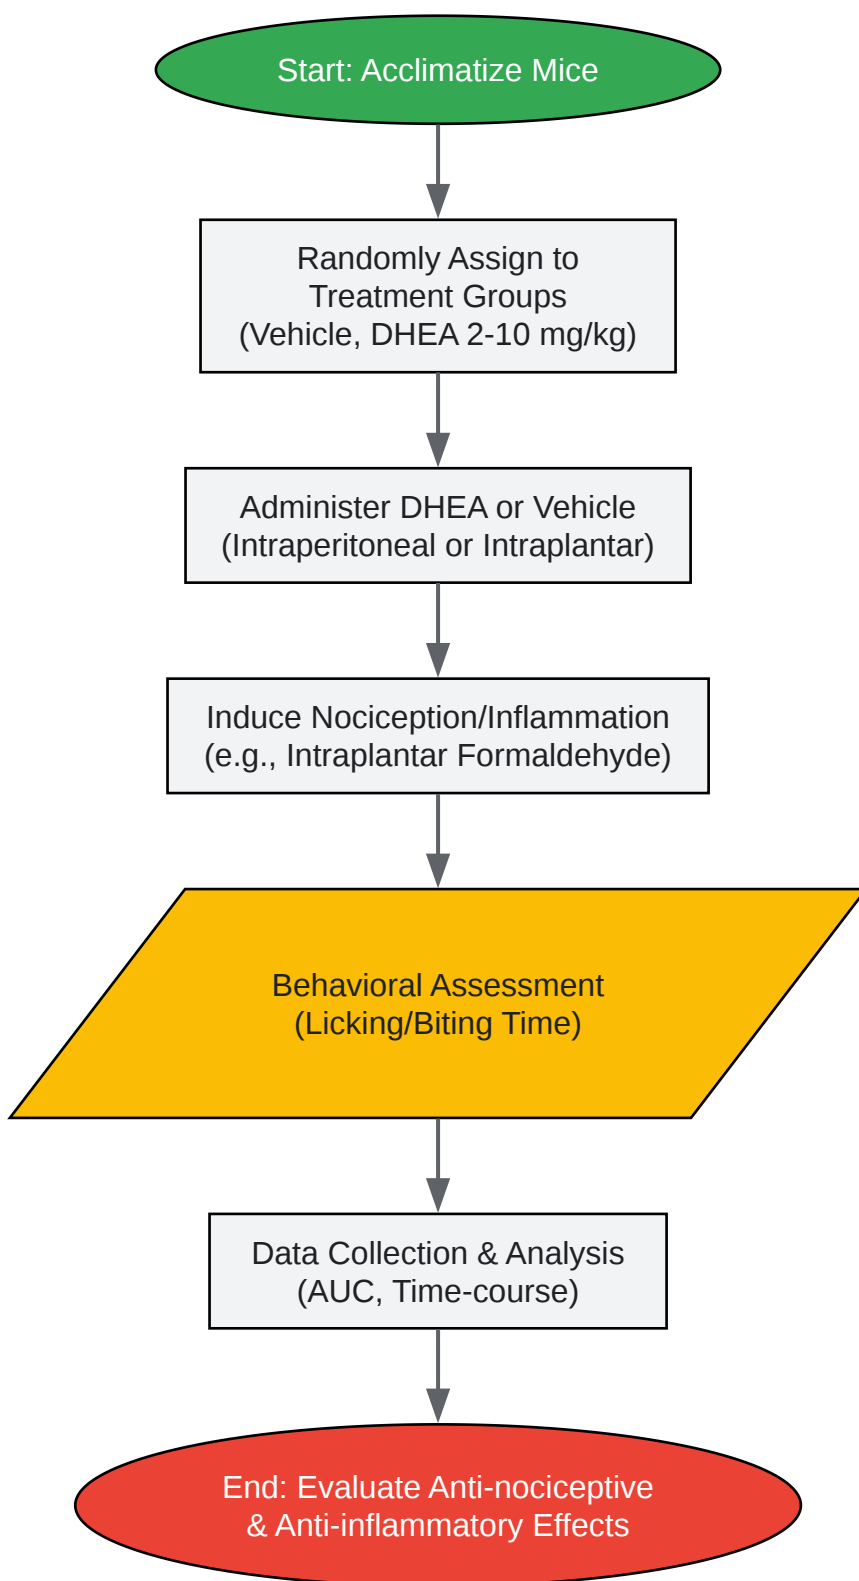 Start: Acclimatize Mice
Randomly Assign to
Treatment Groups
(Vehicle, DHEA 2-10 mg/kg)
Administer DHEA or Vehicle
(Intraperitoneal or Intraplantar)
Induce Nociception/Inflammation
(e.g., Intraplantar Formaldehyde)
Behavioral Assessment
(Licking/Biting Time)
Data Collection & Analysis
(AUC, Time-course)
End: Evaluate Anti-nociceptive
& Anti-inflammatory Effects